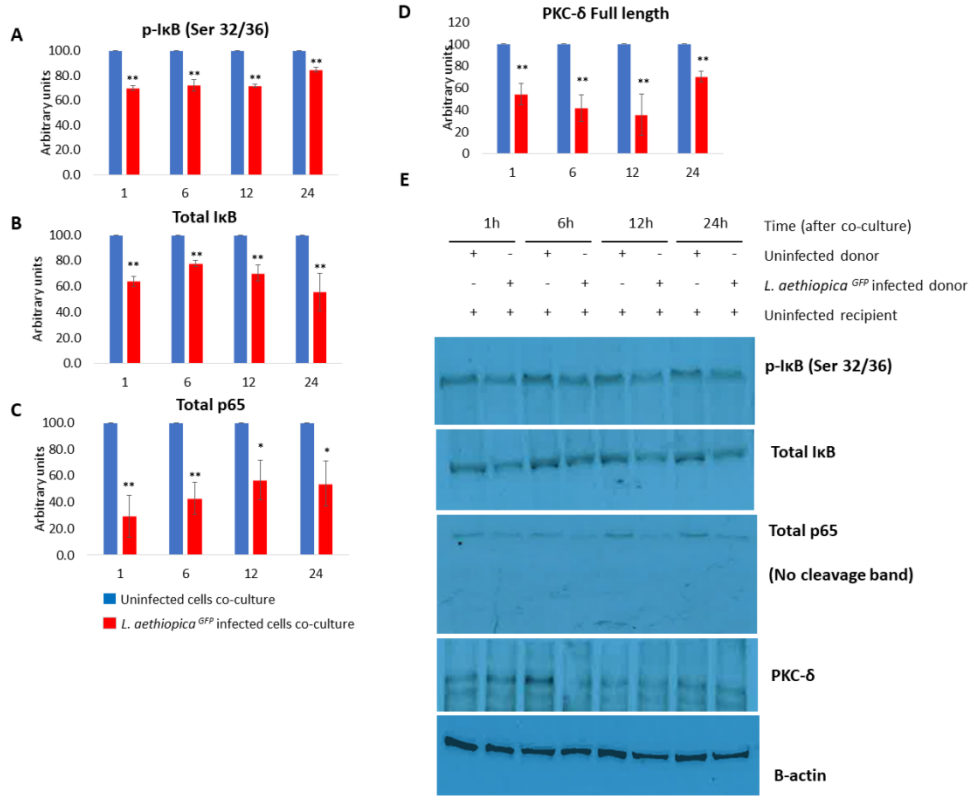 A
p-IκB (Ser 32/36)
Arbitrary units
100.0
80.0
60.0
40.0
20.0
0.0
**
**
**
**
1
6
12
24
B
Total IκB
Arbitrary units
100.0
80.0
60.0
40.0
20.0
0.0
**
**
**
**
1
6
12
24
C
Total p65
Arbitrary units
100.0
80.0
60.0
40.0
20.0
0.0
**
**
*
*
1
6
12
24
Uninfected cells co-culture
L. aethiopica GFP infected cells co-culture
D
PKC-δ Full length
Arbitrary units
120
100
80
60
40
20
0
**
**
**
**
1
6
12
24
E
1h 6h 12h 24h Time (after co-culture)
+ - + - + - + - Uninfected donor
- + - + - + - + L. aethiopica GFP infected donor
+ + + + + + + + Uninfected recipient
p-IκB (Ser 32/36)
Total IκB
Total p65
(No cleavage band)
PKC-δ
B-actin